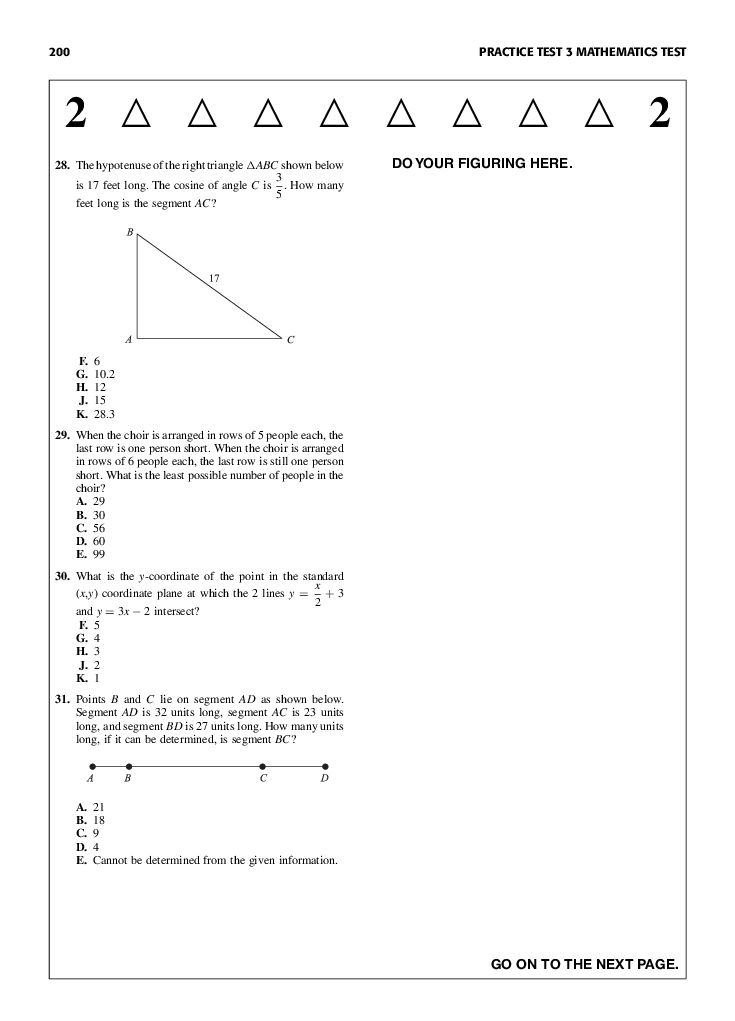 200
PRACTICE TEST 3 MATHEMATICS TEST
2 △ △ △ △ △ △ △ △ 2
28. The hypotenuse of the right triangle △ABC shown below
is 17 feet long. The cosine of angle C is 3/5. How many
feet long is the segment AC?
B
17
A
C
F. 6
G. 10.2
H. 12
J. 15
K. 28.3
29. When the choir is arranged in rows of 5 people each, the
last row is one person short. When the choir is arranged
in rows of 6 people each, the last row is still one person
short. What is the least possible number of people in the
choir?
A. 29
B. 30
C. 56
D. 60
E. 99
30. What is the y-coordinate of the point in the standard
(x,y) coordinate plane at which the 2 lines y = x/2 + 3
and y = 3x − 2 intersect?
F. 5
G. 4
H. 3
J. 2
K. 1
31. Points B and C lie on segment AD as shown below.
Segment AD is 32 units long, segment AC is 23 units
long, and segment BD is 27 units long. How many units
long, if it can be determined, is segment BC?
A B C D
A. 21
B. 18
C. 9
D. 4
E. Cannot be determined from the given information.
DO YOUR FIGURING HERE.
GO ON TO THE NEXT PAGE.